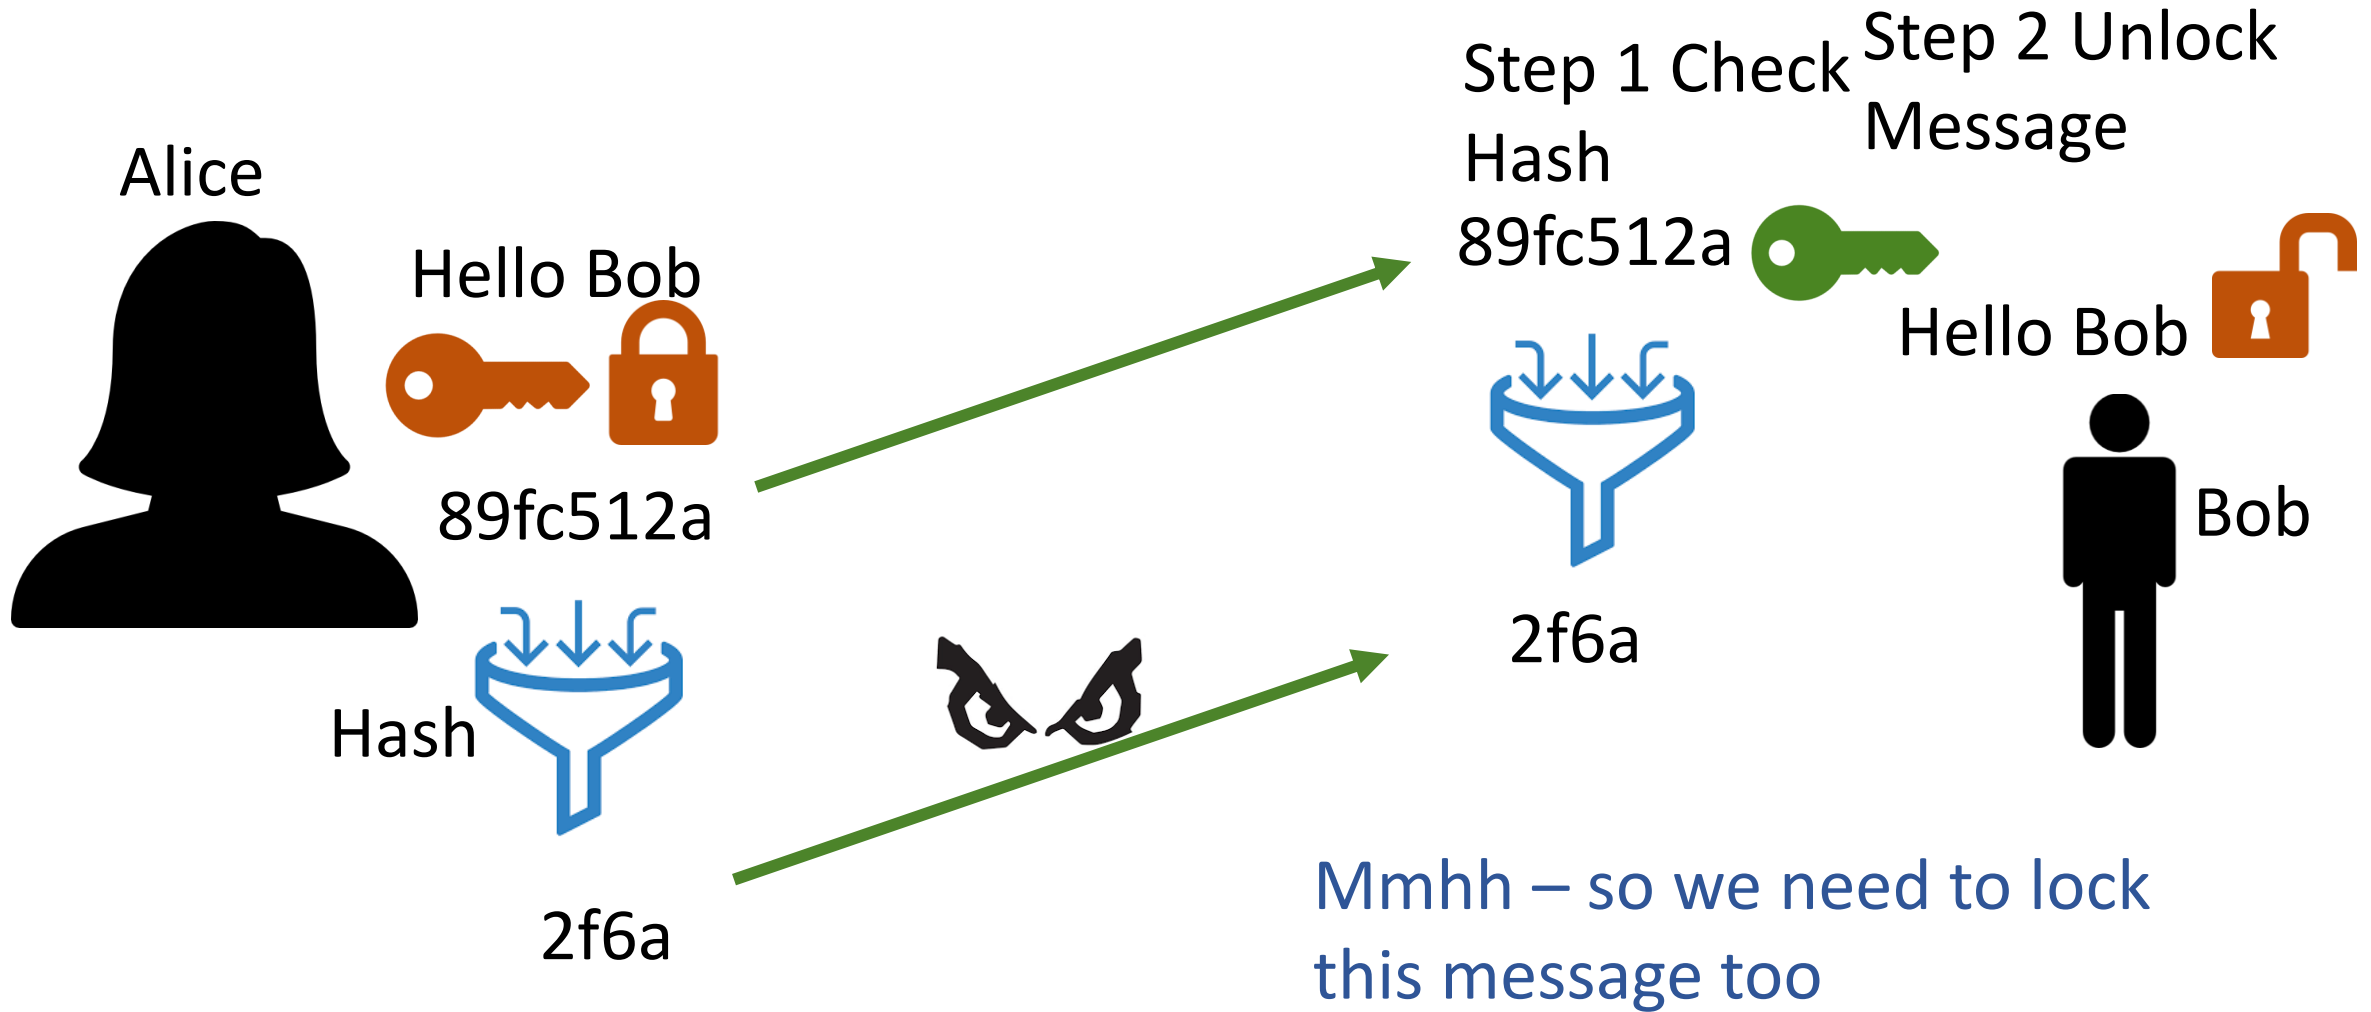 Alice
Hello Bob
89fc512a
Hash
2f6a
Step 1 Check
Hash
89fc512a
2f6a
Step 2 Unlock
Message
Hello Bob
Bob
Mmhh – so we need to lock
this message too